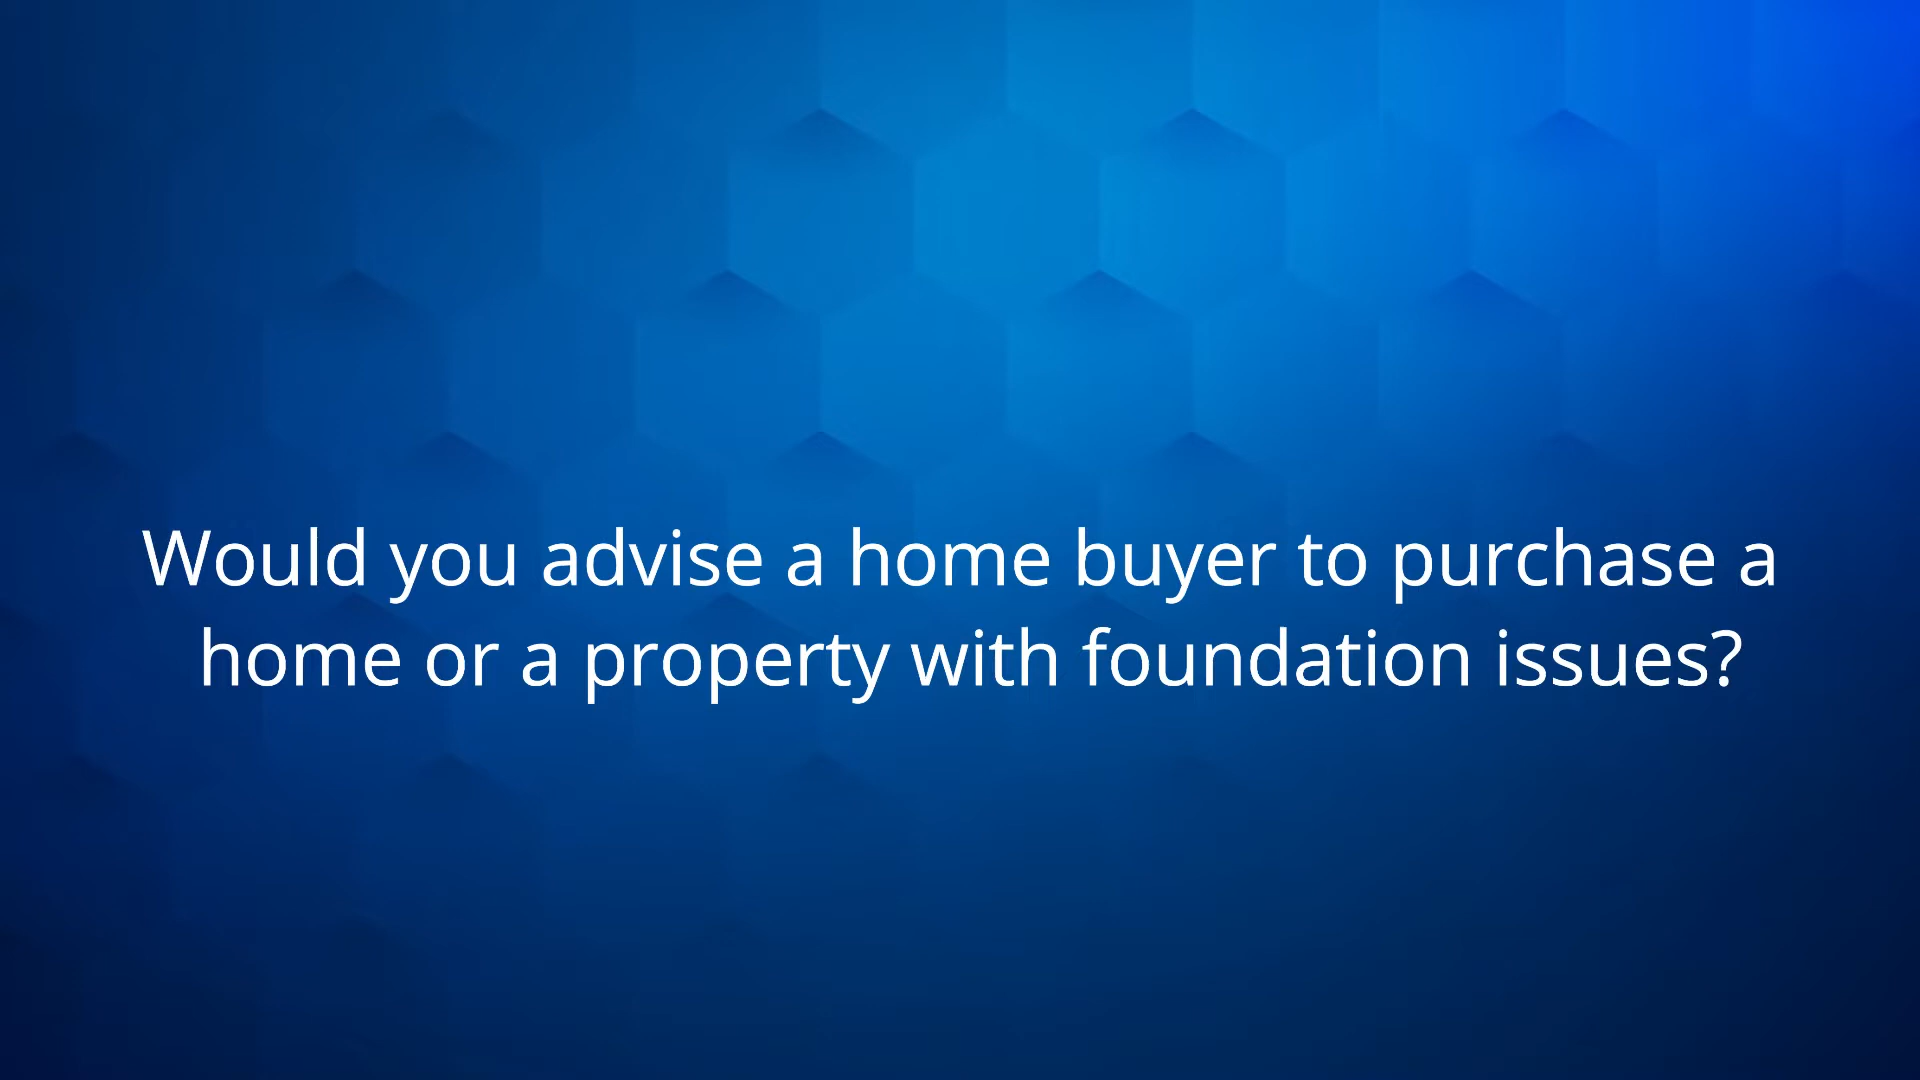 Would you advise a home buyer to purchase a
home or a property with foundation issues?